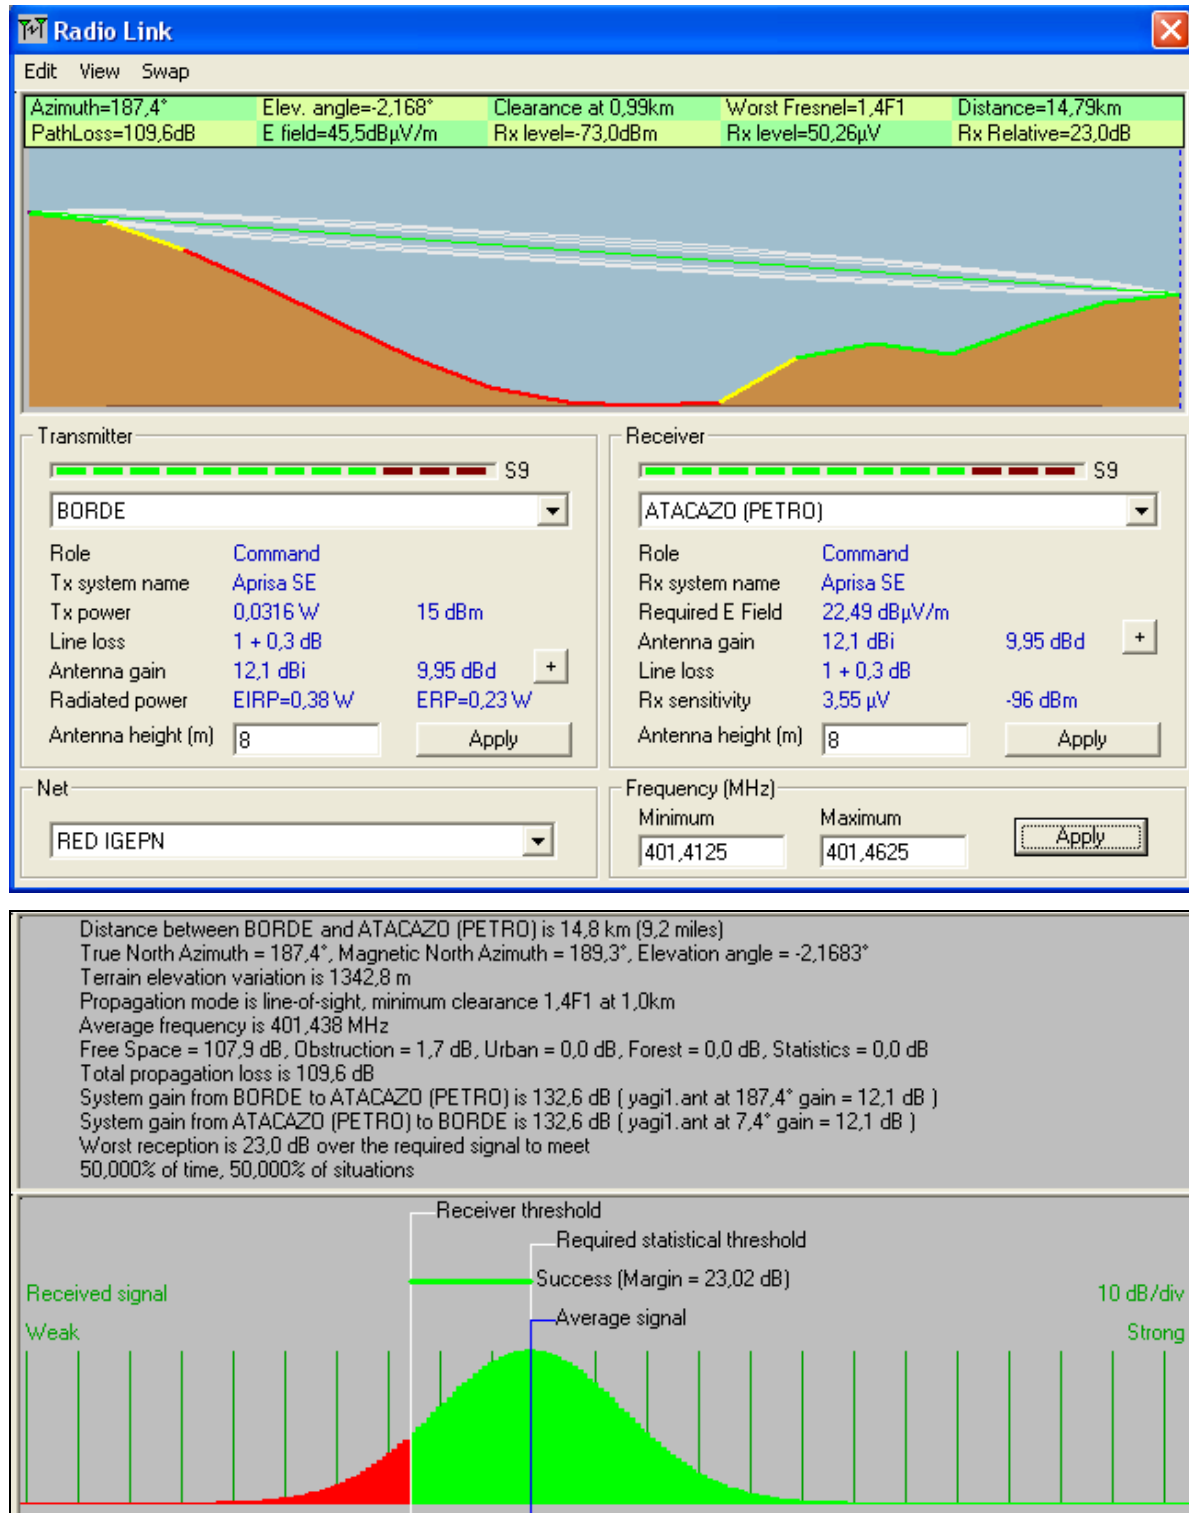 Radio Link
Edit View Swap
Azimuth=187,4° Elev. angle=-2,168° Clearance at 0,99km Worst Fresnel=1,4F1 Distance=14,79km
PathLoss=109,6dB E field=45,5dBµV/m Rx level=-73,0dBm Rx level=50,26µV Rx Relative=23,0dB
Transmitter
S9
BORDE
Role Command
Tx system name Aprisa SE
Tx power 0,0316 W 15 dBm
Line loss 1 + 0,3 dB
Antenna gain 12,1 dBi 9,95 dBd +
Radiated power EIRP=0,38 W ERP=0,23 W
Antenna height (m) 8 Apply
Receiver
S9
ATACAZO (PETRO)
Role Command
Rx system name Aprisa SE
Required E Field 22,49 dBµV/m
Antenna gain 12,1 dBi 9,95 dBd +
Line loss 1 + 0,3 dB
Rx sensitivity 3,55 µV -96 dBm
Antenna height (m) 8 Apply
Net
RED IGEPN
Frequency (MHz)
Minimum Maximum
401,4125 401,4625 Apply
Distance between BORDE and ATACAZO (PETRO) is 14,8 km (9,2 miles)
True North Azimuth = 187,4°, Magnetic North Azimuth = 189,3°, Elevation angle = -2,1683°
Terrain elevation variation is 1342,8 m
Propagation mode is line-of-sight, minimum clearance 1,4F1 at 1,0km
Average frequency is 401,438 MHz
Free Space = 107,9 dB, Obstruction = 1,7 dB, Urban = 0,0 dB, Forest = 0,0 dB, Statistics = 0,0 dB
Total propagation loss is 109,6 dB
System gain from BORDE to ATACAZO (PETRO) is 132,6 dB ( yagi1.ant at 187,4° gain = 12,1 dB )
System gain from ATACAZO (PETRO) to BORDE is 132,6 dB ( yagi1.ant at 7,4° gain = 12,1 dB )
Worst reception is 23,0 dB over the required signal to meet
50,000% of time, 50,000% of situations
Receiver threshold
Required statistical threshold
Success (Margin = 23,02 dB)
Received signal 10 dB/div
Average signal
Weak Strong